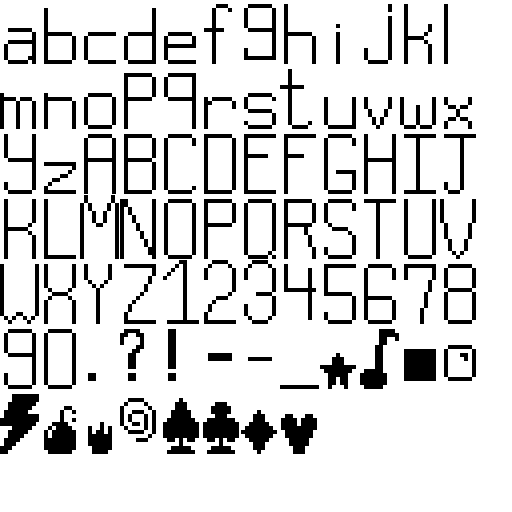 abcdefghijkl
mnopqrstuvwx
yzABCDEFGHIJ
KLMNOPQRSTUV
WXYZ12345678
90.?!--_★♪■
♠♣♦♥